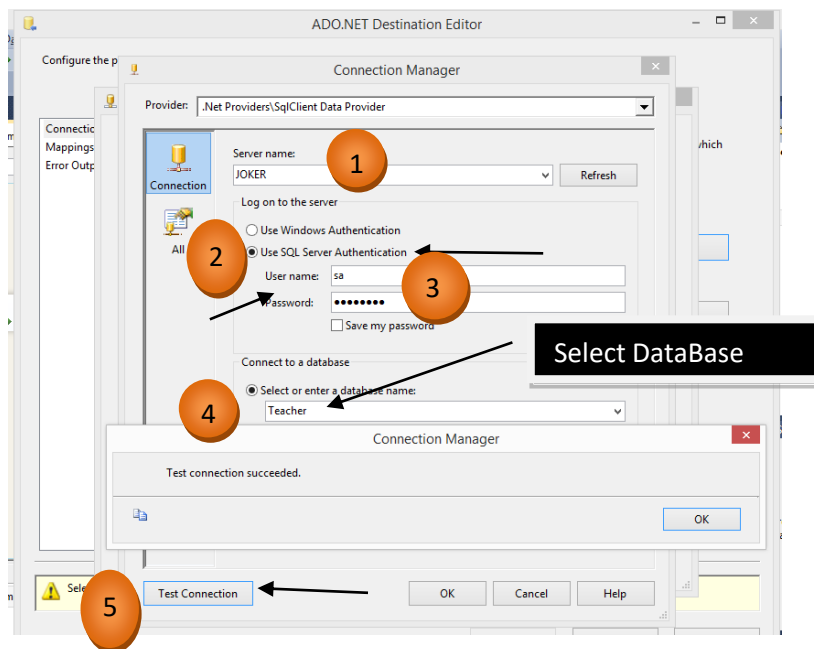 ADO.NET Destination Editor
Configure the p
Connection Manager
Provider: .Net Providers\SqlClient Data Provider
Connectio
Mappings
Error Outp
which
Connection
All
Server name:
1
JOKER
Refresh
Log on to the server
Use Windows Authentication
2
Use SQL Server Authentication
User name: sa
3
Password: ••••••••
Save my password
Select DataBase
Connect to a database
Select or enter a database name:
4
Teacher
Connection Manager
Test connection succeeded.
OK
Sele
5
Test Connection
OK Cancel Help